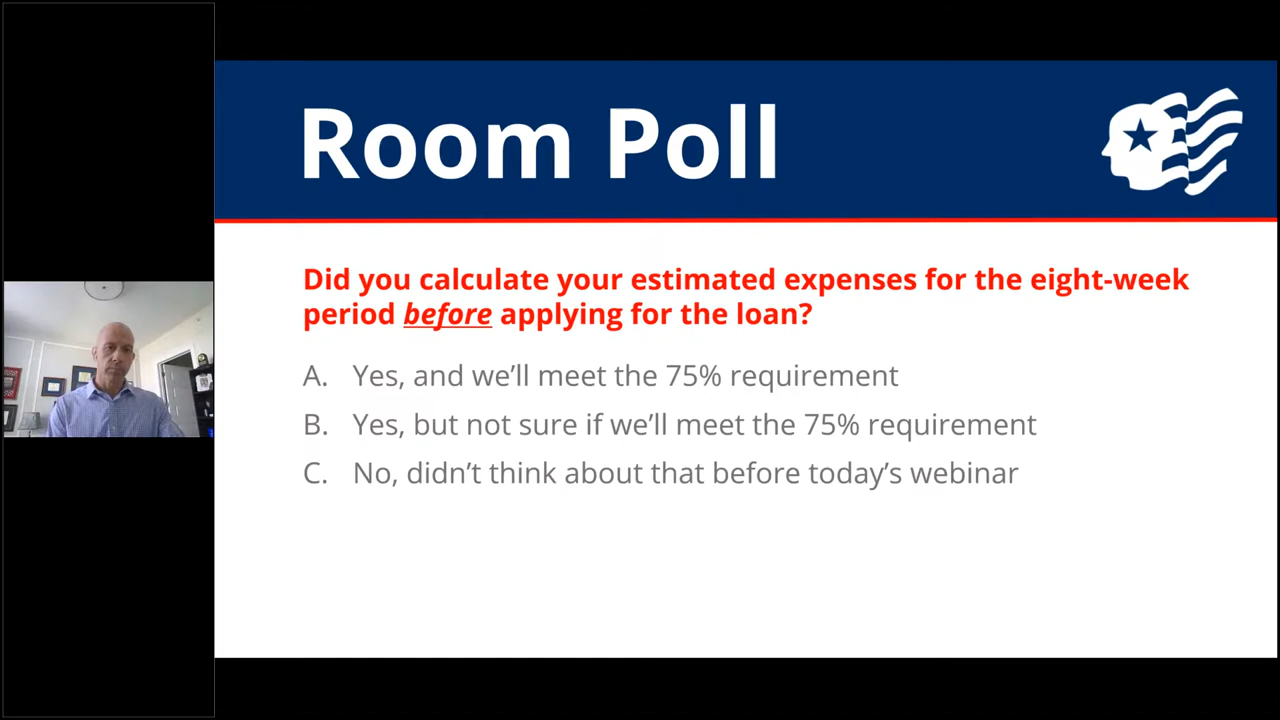 Room Poll
Did you calculate your estimated expenses for the eight-week
period before applying for the loan?
A. Yes, and we’ll meet the 75% requirement
B. Yes, but not sure if we’ll meet the 75% requirement
C. No, didn’t think about that before today’s webinar